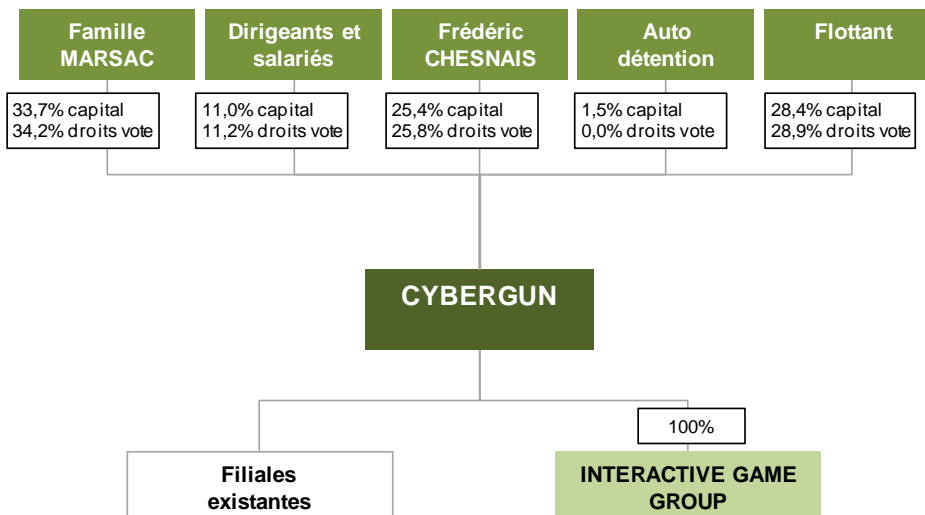 Famille
MARSAC
Dirigeants et
salariés
Frédéric
CHESNAIS
Auto
détention
Flottant
33,7% capital
34,2% droits vote
11,0% capital
11,2% droits vote
25,4% capital
25,8% droits vote
1,5% capital
0,0% droits vote
28,4% capital
28,9% droits vote
CYBERGUN
100%
Filiales
existantes
INTERACTIVE GAME
GROUP